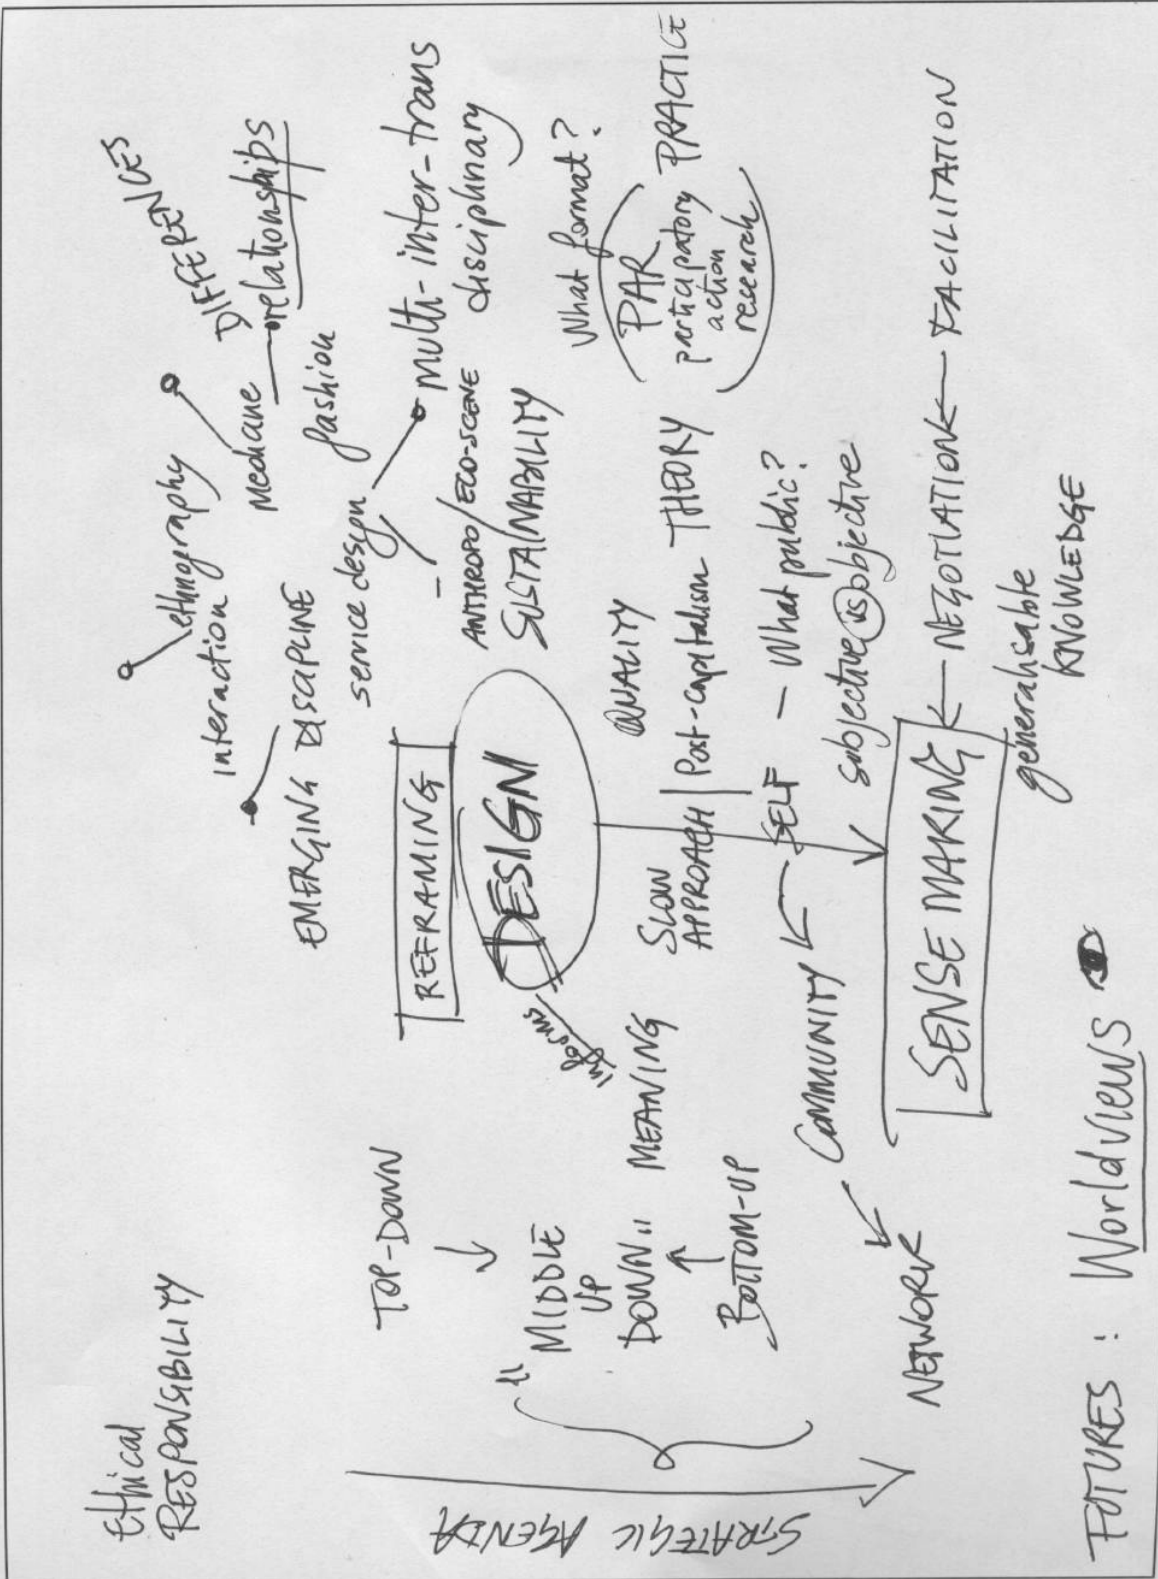 Ethical
RESPONSIBILITY
STRATEGIC AGENDA
TOP-DOWN
"MIDDLE
UP
DOWN"
BOTTOM-UP
NETWORK
COMMUNITY
SELF – What public?
subjective is objective
REFRAMING
DESIGN
informs
MEANING
SLOW
APPROACH
QUALITY
Post-capitalism
THEORY
EMERGING DISCIPLINE
interaction
ethnography
service design
fashion
relationships
DIFFERENCES
multi-inter-trans
disciplinary
ANTHROPO/ECO-SCENE
SUSTAINABILITY
What format?
PAR
participatory
action
research
PRACTICE
SENSE MAKING
NEGOTIATION
FACILITATION
generalisable
KNOWLEDGE
FUTURES : Worldviews